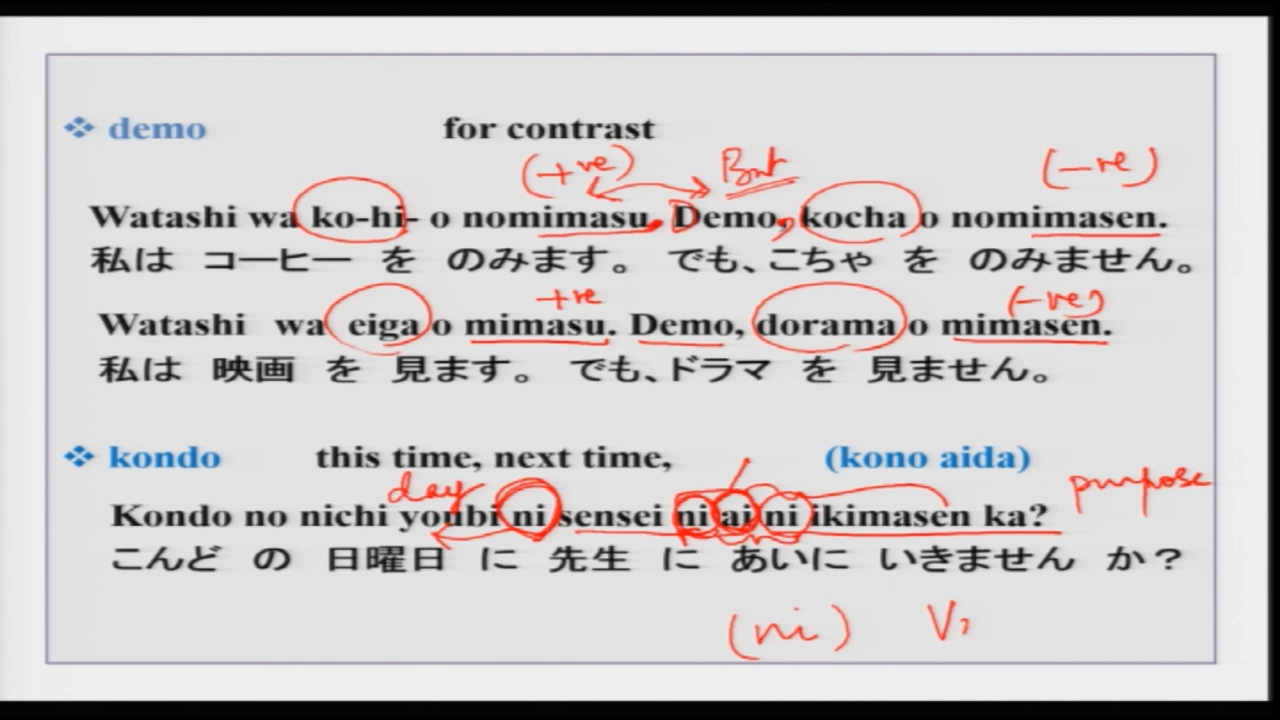 ❖ demo for contrast
(+ve) But (-ve)
Watashi wa ko-hi- o nomimasu. Demo, kocha o nomimasen.
私は コーヒー を のみます。 でも、こちゃ を のみません。
+ve (-ve)
Watashi wa eiga o mimasu. Demo, dorama o mimasen.
私は 映画 を 見ます。 でも、ドラマ を 見ません。
❖ kondo this time, next time, (kono aida)
day purpose
Kondo no nichi youbi ni sensei ni ai ni ikimasen ka?
こんど の 日曜日 に 先生 に あいに いきません か？
(ni) V,